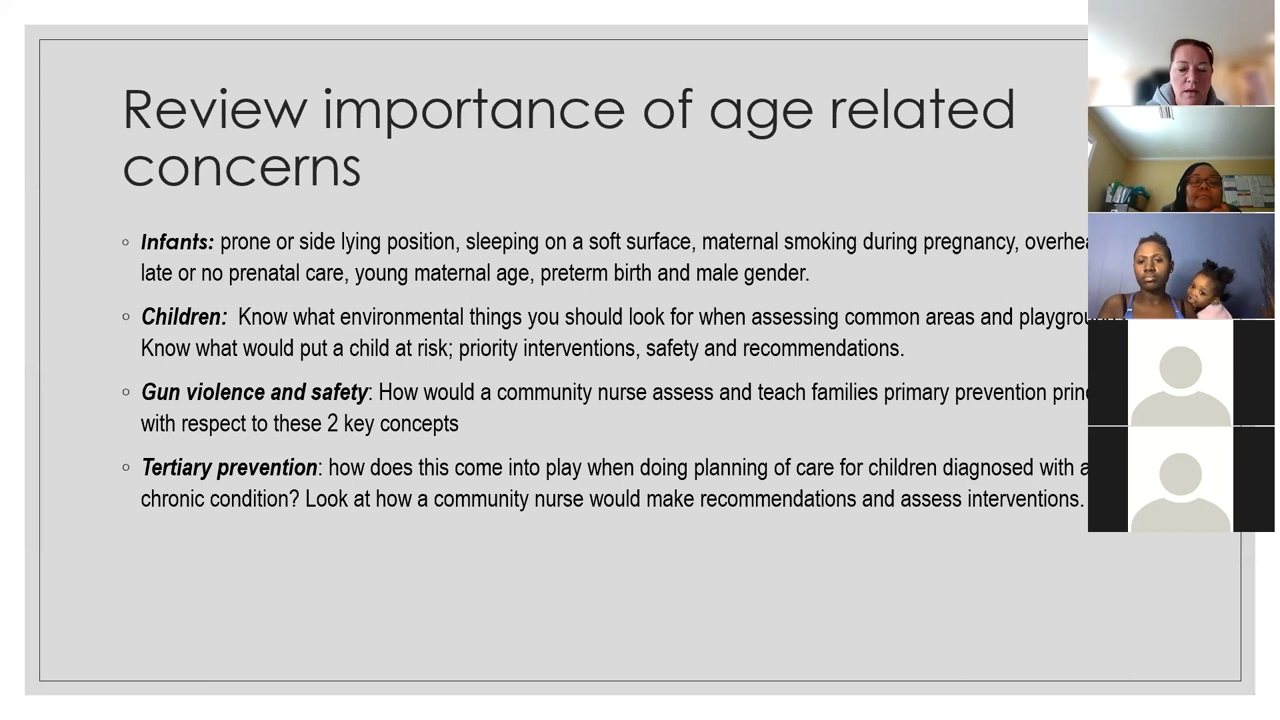 Review importance of age related
concerns
◦ Infants: prone or side lying position, sleeping on a soft surface, maternal smoking during pregnancy,
late or no prenatal care, young maternal age, preterm birth and male gender.
◦ Children: Know what environmental things you should look for when assessing common areas and
Know what would put a child at risk; priority interventions, safety and recommendations.
◦ Gun violence and safety: How would a community nurse assess and teach families primary prevention
with respect to these 2 key concepts
◦ Tertiary prevention: how does this come into play when doing planning of care for children diagnosed with a
chronic condition? Look at how a community nurse would make recommendations and assess interventions.